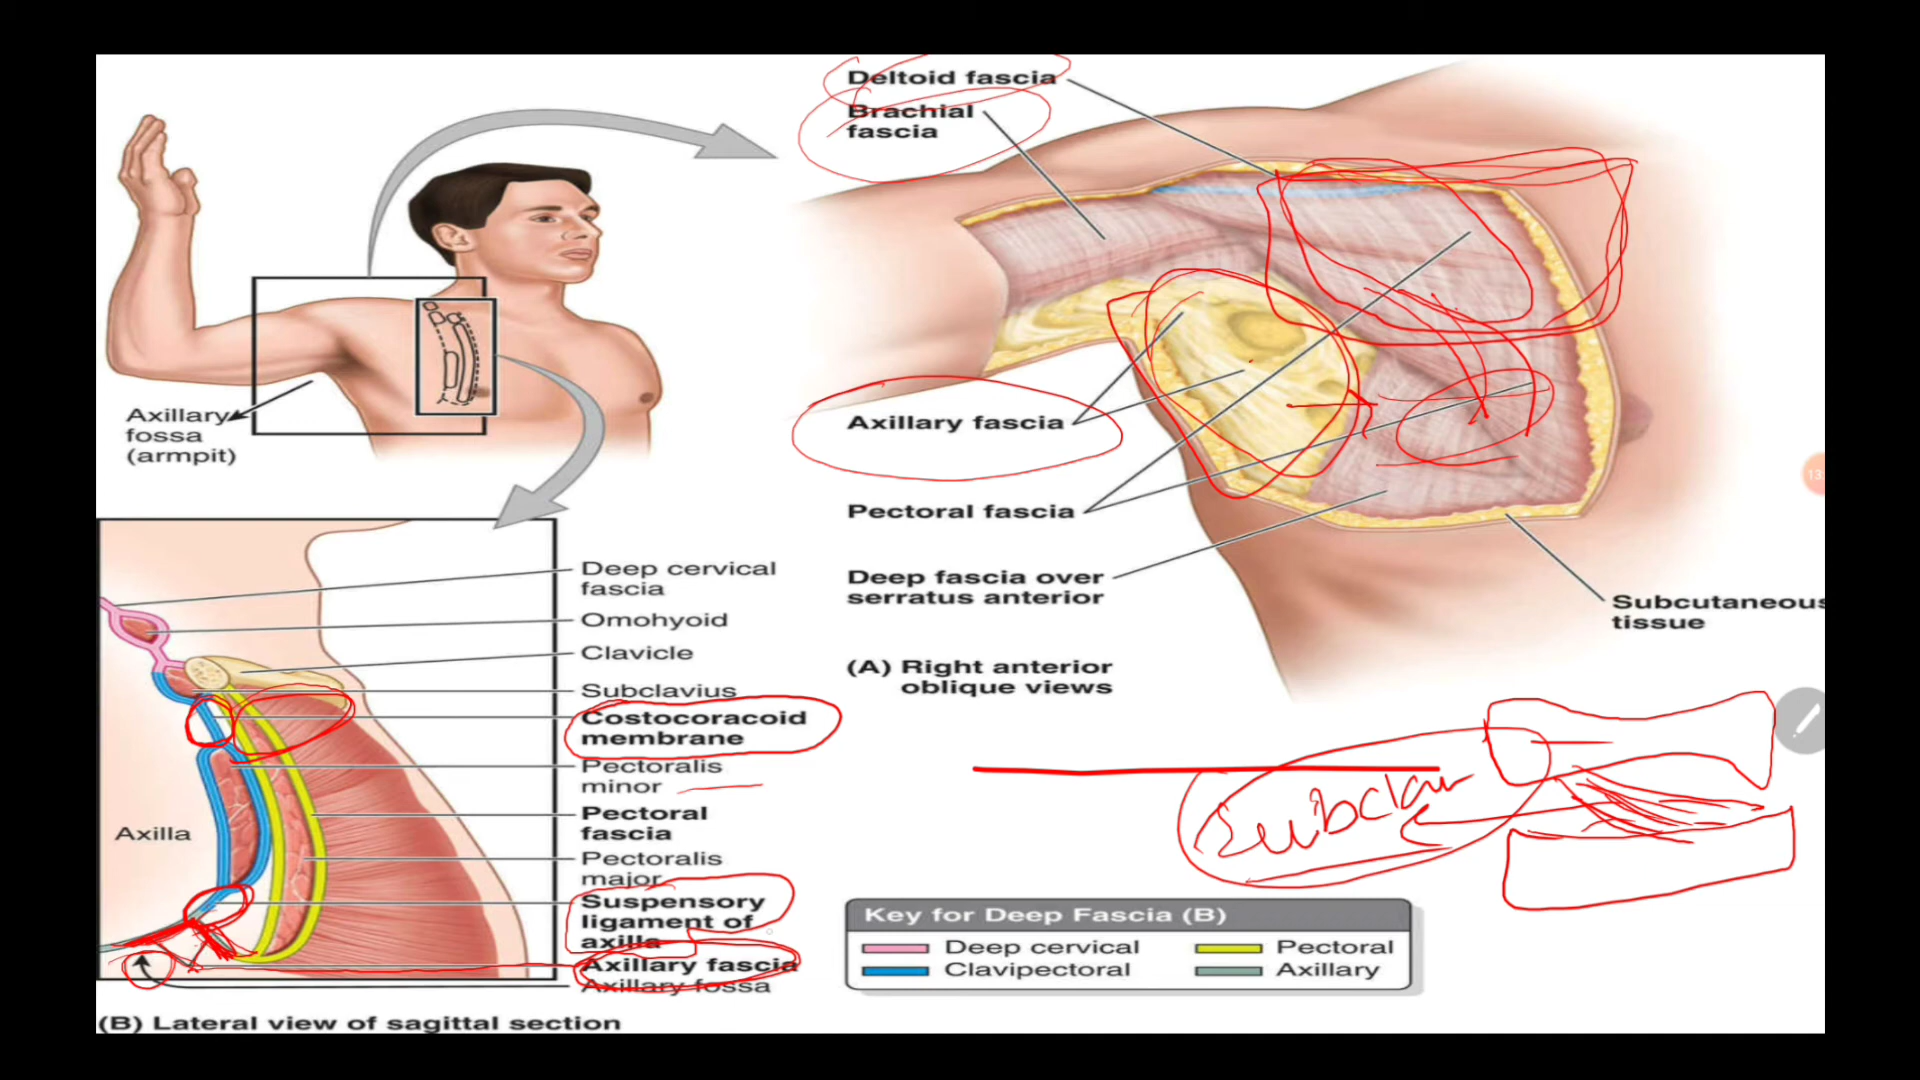 Deltoid fascia
Brachial
fascia
Axillary
fossa
(armpit)
Axillary fascia
Pectoral fascia
Deep fascia over
serratus anterior
Subcutaneous
tissue
(A) Right anterior
oblique views
Deep cervical
fascia
Omohyoid
Clavicle
Subclavius
Costocoracoid
membrane
Pectoralis
minor
Pectoral
fascia
Pectoralis
major
Suspensory
ligament of
axilla
Axillary fascia
Axillary fossa
Axilla
(B) Lateral view of sagittal section
Key for Deep Fascia (B)
Deep cervical
Pectoral
Clavipectoral
Axillary
13